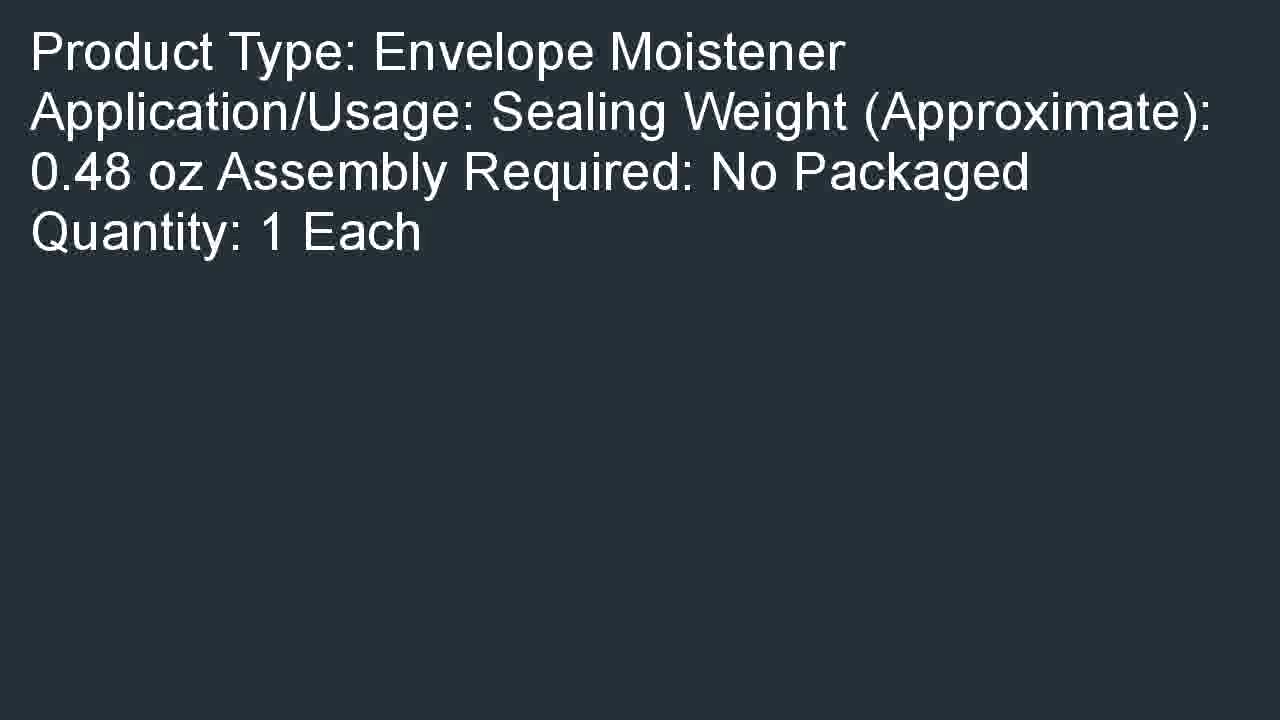 Product Type: Envelope Moistener
Application/Usage: Sealing Weight (Approximate):
0.48 oz Assembly Required: No Packaged
Quantity: 1 Each